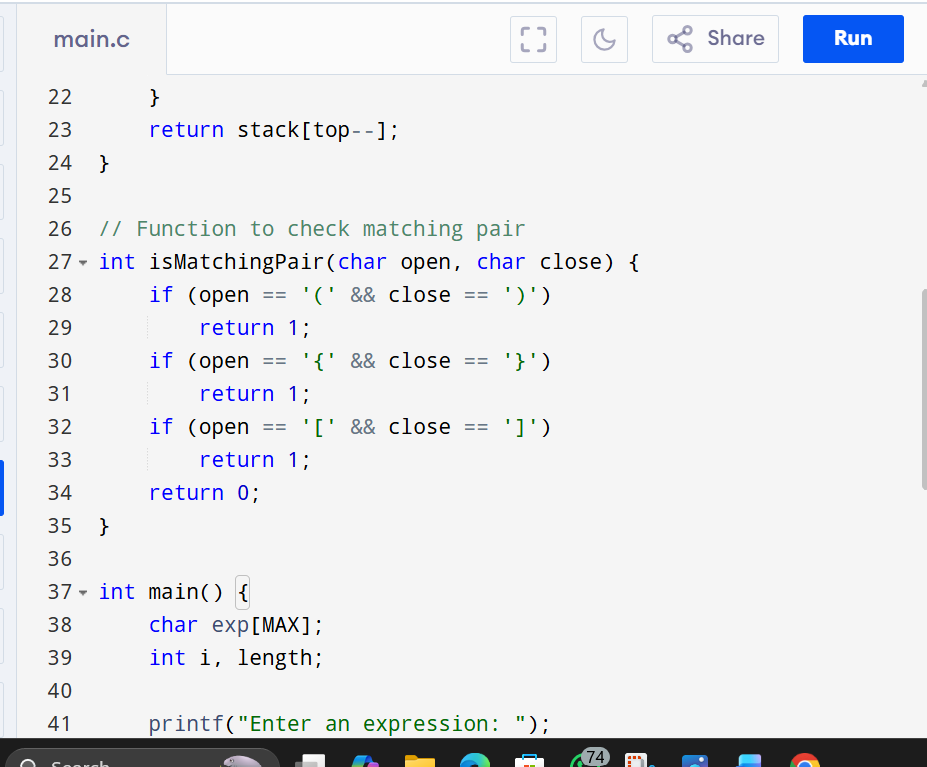 main.c
Share
Run
22     }
23     return stack[top--];
24 }
25
26 // Function to check matching pair
27 int isMatchingPair(char open, char close) {
28     if (open == '(' && close == ')')
29         return 1;
30     if (open == '{' && close == '}')
31         return 1;
32     if (open == '[' && close == ']')
33         return 1;
34     return 0;
35 }
36
37 int main() {
38     char exp[MAX];
39     int i, length;
40
41     printf("Enter an expression: ");
Search
74